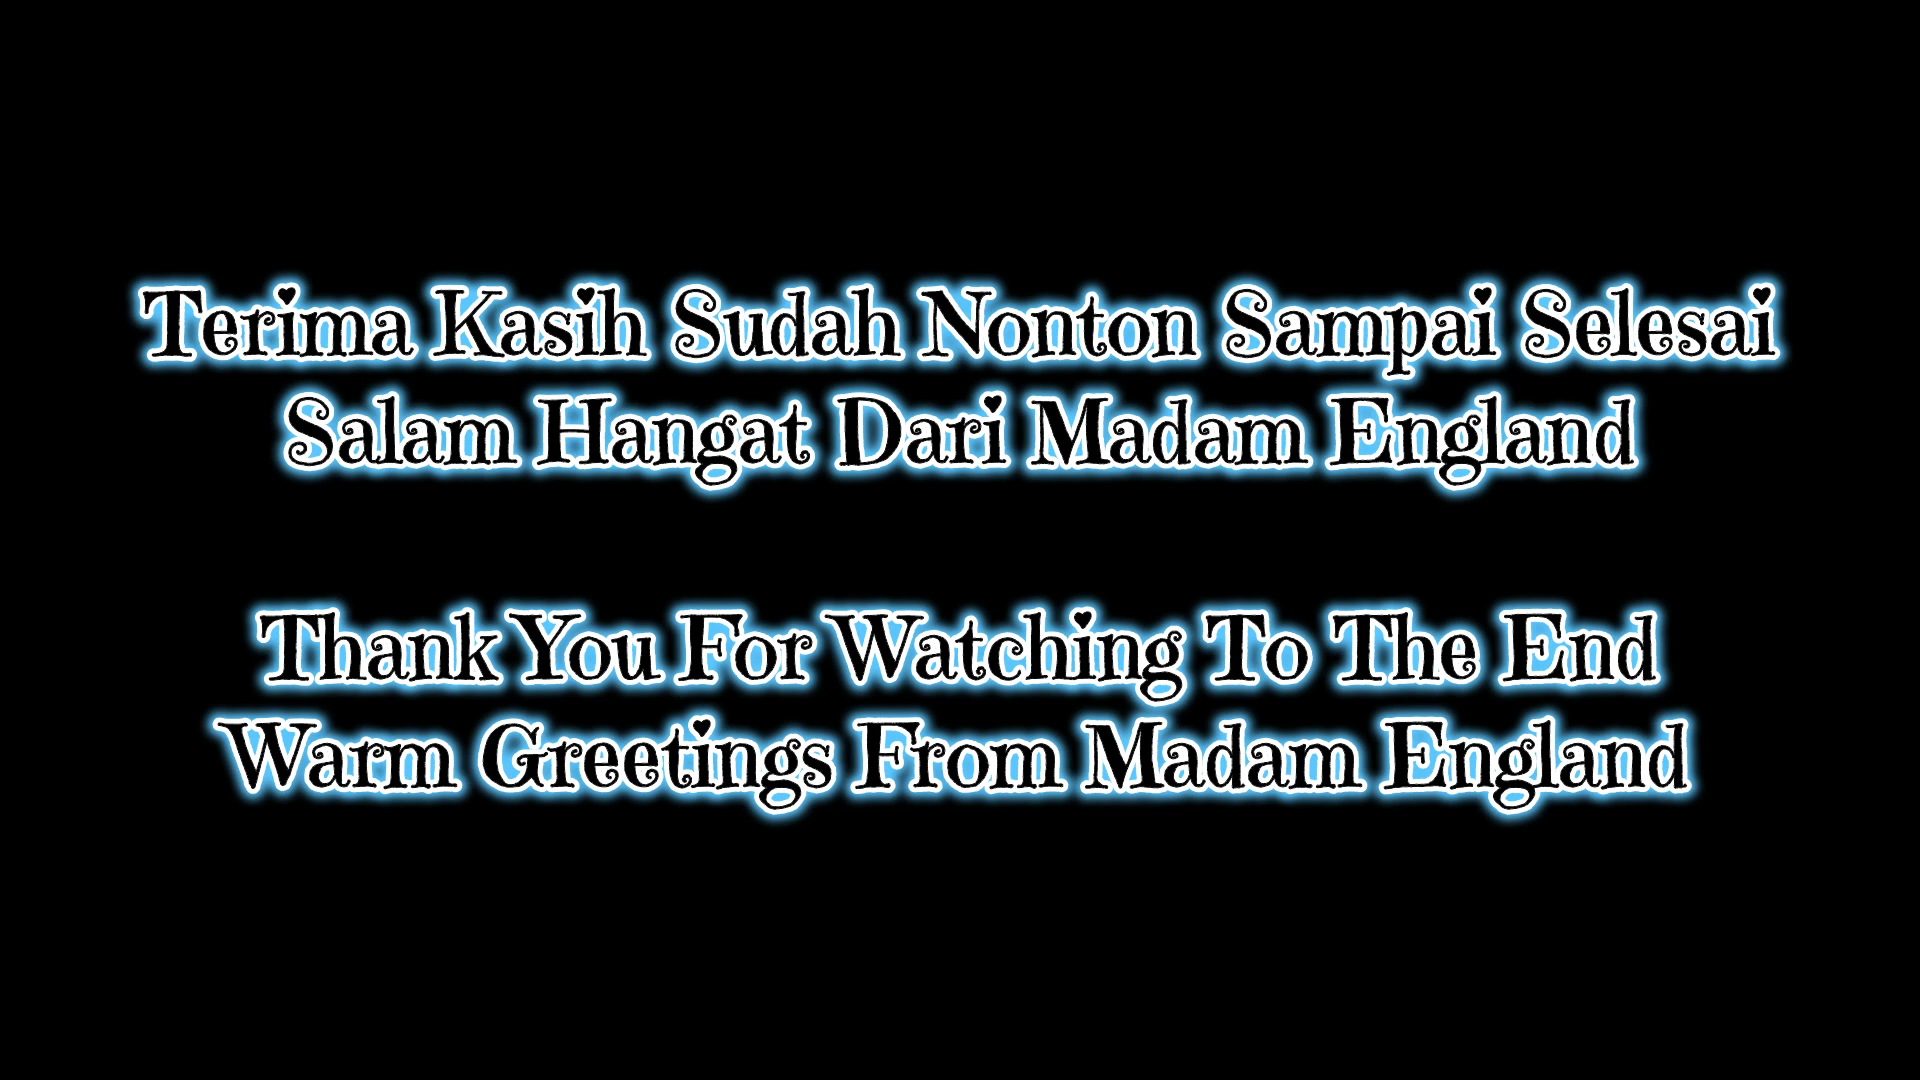 Terima Kasih Sudah Nonton Sampai Selesai
Salam Hangat Dari Madam England
Thank You For Watching To The End
Warm Greetings From Madam England